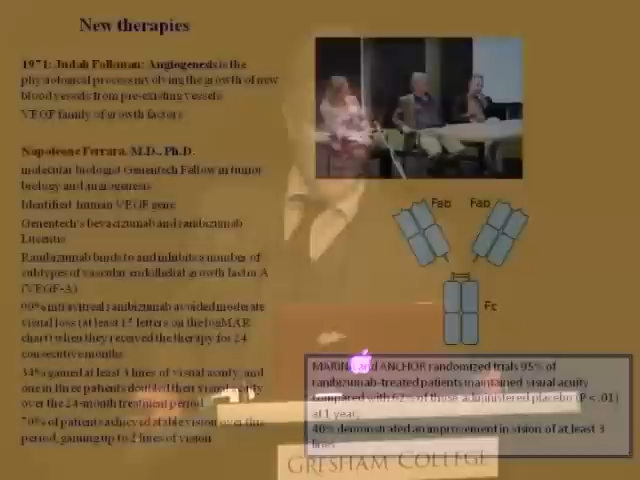 New therapies
1971: Judah Folkman: Angiogenesis is the
physiological process involving the growth of new
blood vessels from pre-existing vessels
VEGF family of growth factors
Napoleone Ferrara, M.D., Ph.D.
molecular biologist Genentech Fellow in tumor
biology and angiogenesis
Identified human VEGF gene
Genentech's bevacizumab and ranibizumab
Lucentis
Ranibizumab binds to and inhibits a number of
subtypes of vascular endothelial growth factor A
(VEGF-A)
90% intravitreal ranibizumab avoided moderate
visual loss (at least 15 letters on the logMAR
chart) when they received the therapy for 24
consecutive months
34% gained at least 3 lines of visual acuity, and
one in three patients doubled their visual acuity
over the 24-month treatment period
70% of patients achieved stable vision over this
period, gaining up to 2 lines of vision
Fab Fab
Fc
MARINA and ANCHOR randomized trials 95% of
ranibizumab-treated patients maintained visual acuity
compared with 62% of those administered placebo (P < .01)
at 1 year,
40% demonstrated an improvement in vision of at least 3
lines
GRESHAM COLLEGE